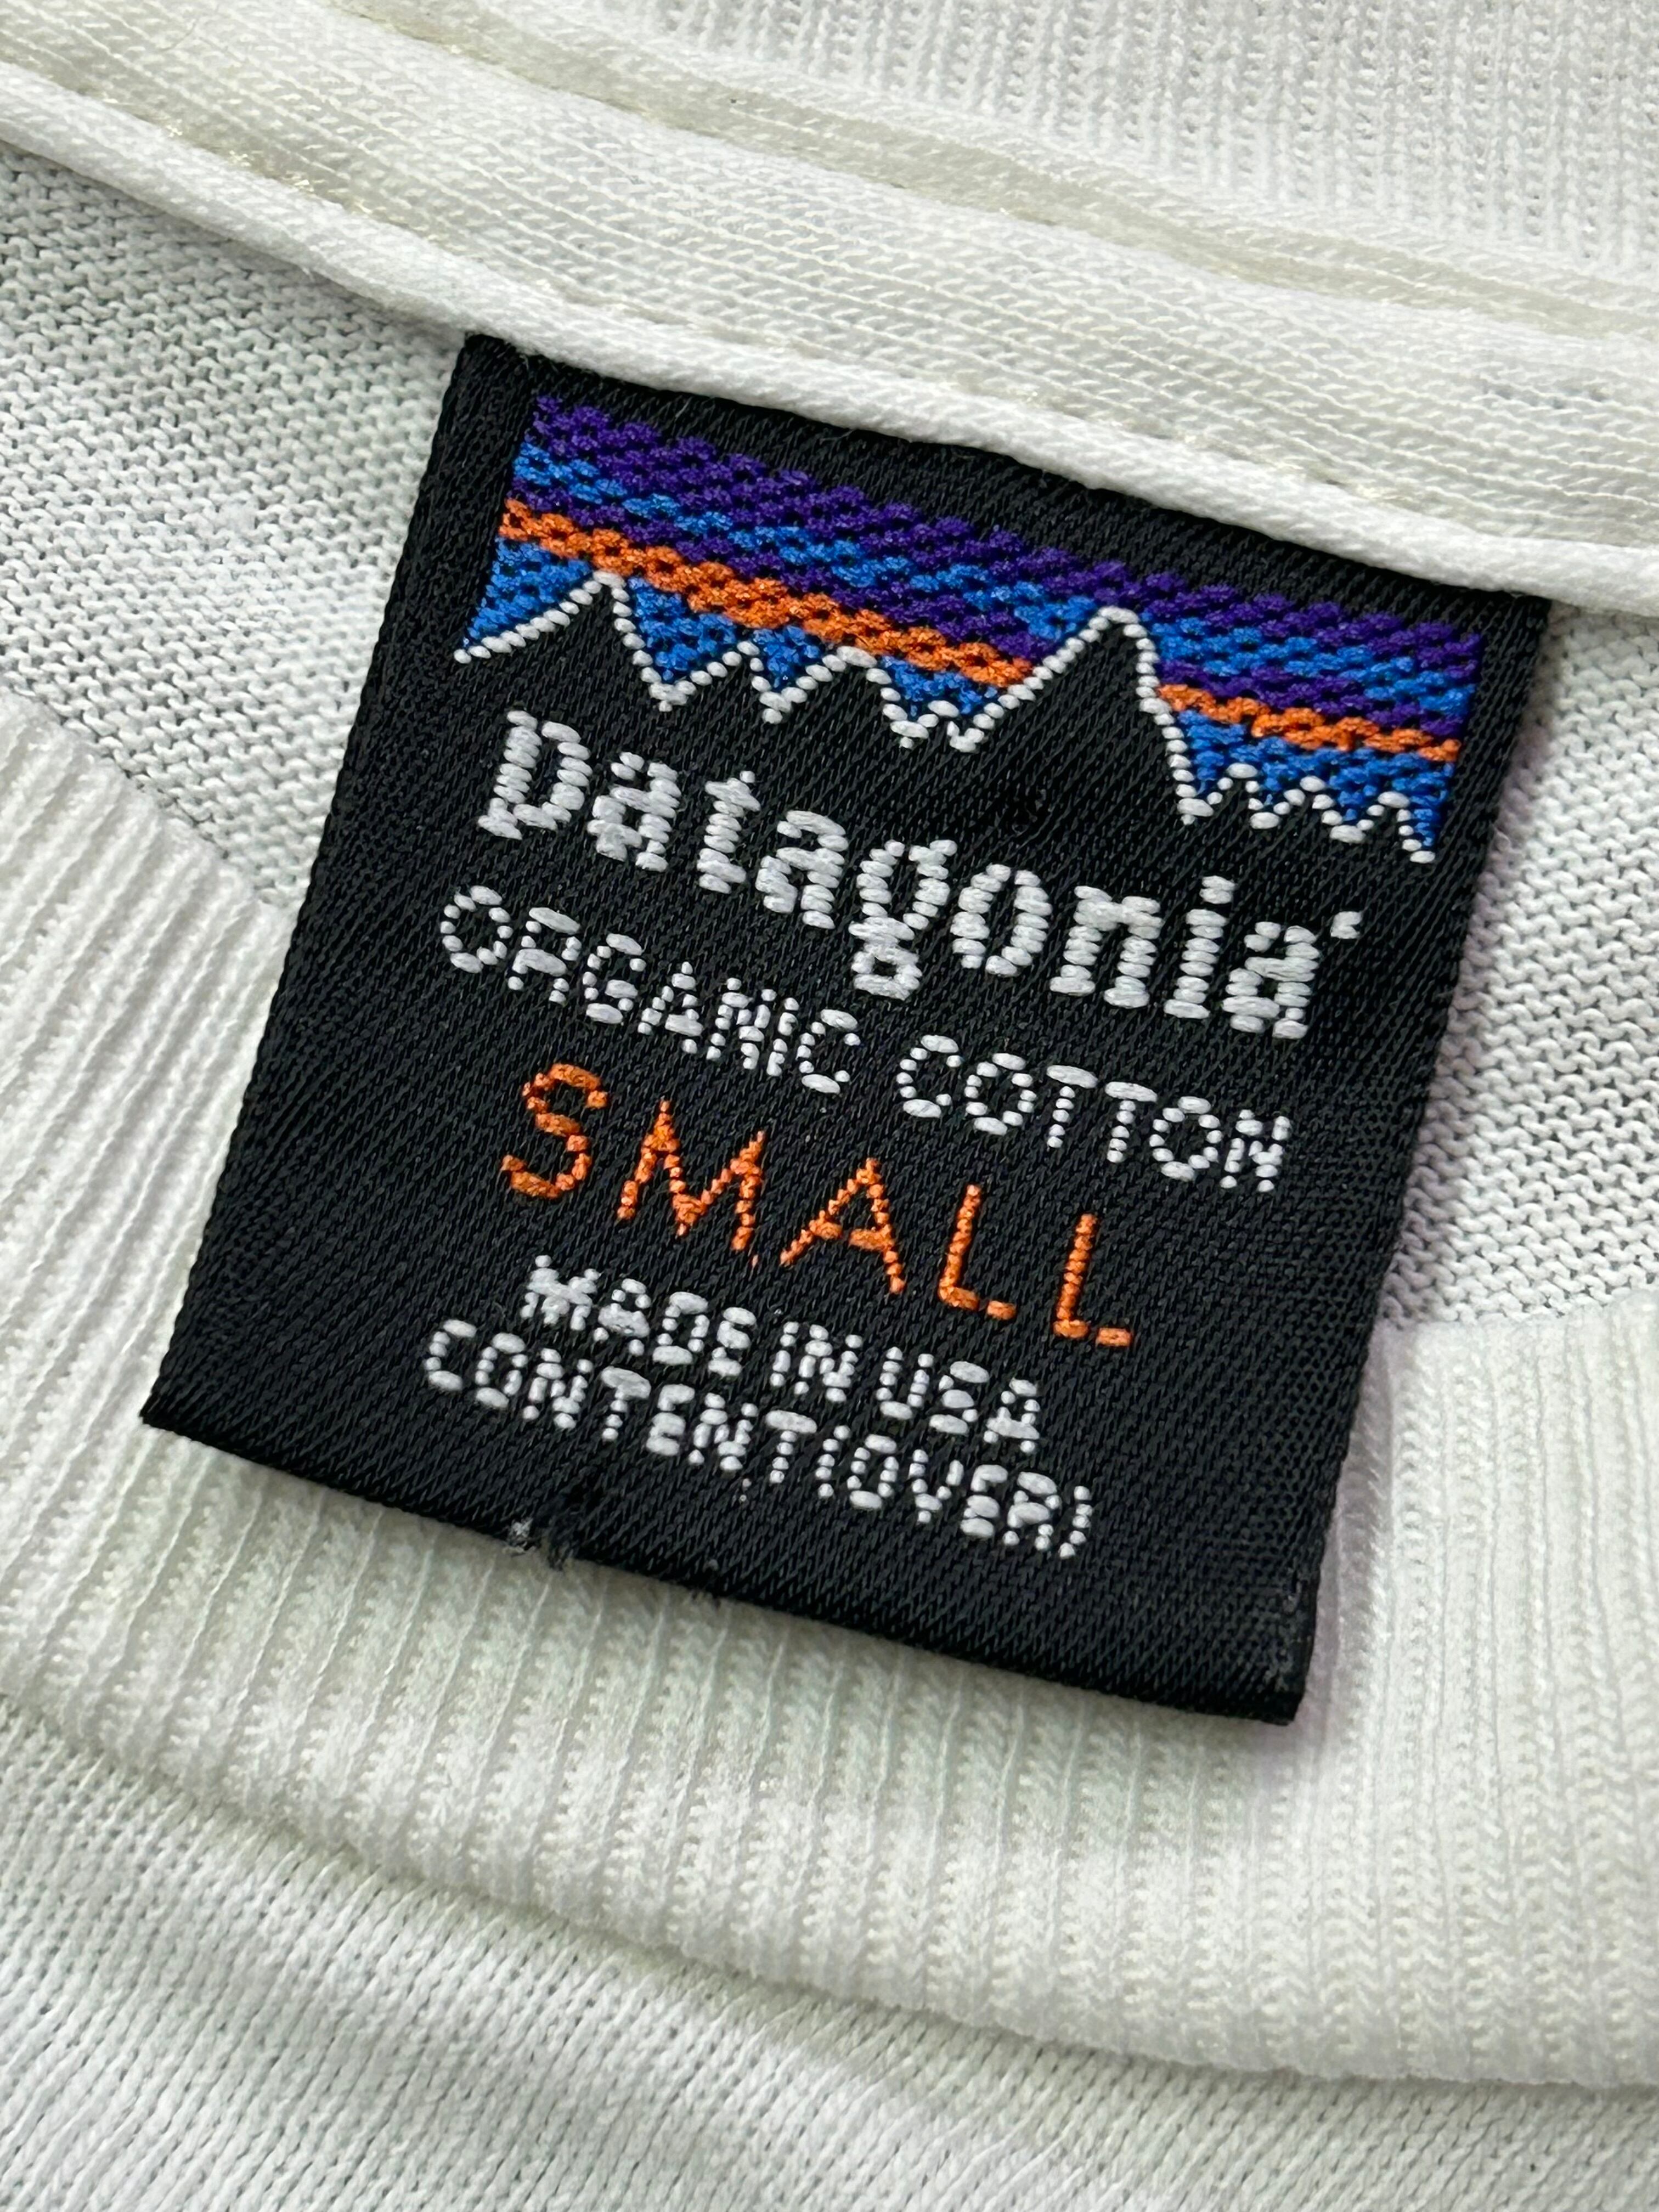 patagonia
ORGANIC COTTON
SMALL
MADE IN USA
CONTENT(OVER)